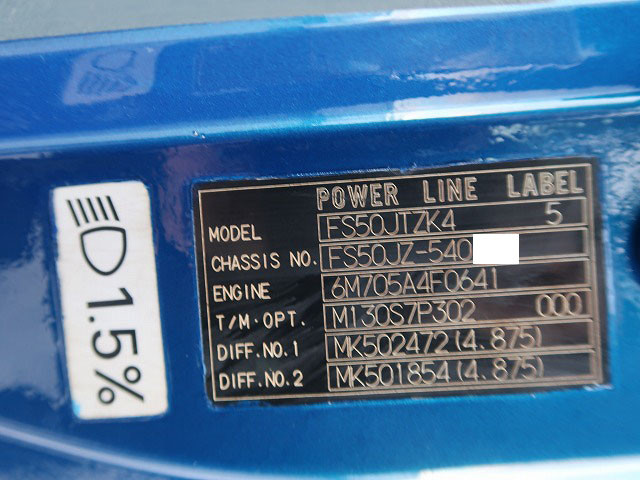 POWER LINE LABEL
MODEL FS50JTZK4 5
CHASSIS NO. FS50JZ-540
ENGINE 6M705A4F0641
T/M·OPT. M130S7P302 000
DIFF.NO.1 MK502472(4.875)
DIFF.NO.2 MK501854(4.875)
1.5%